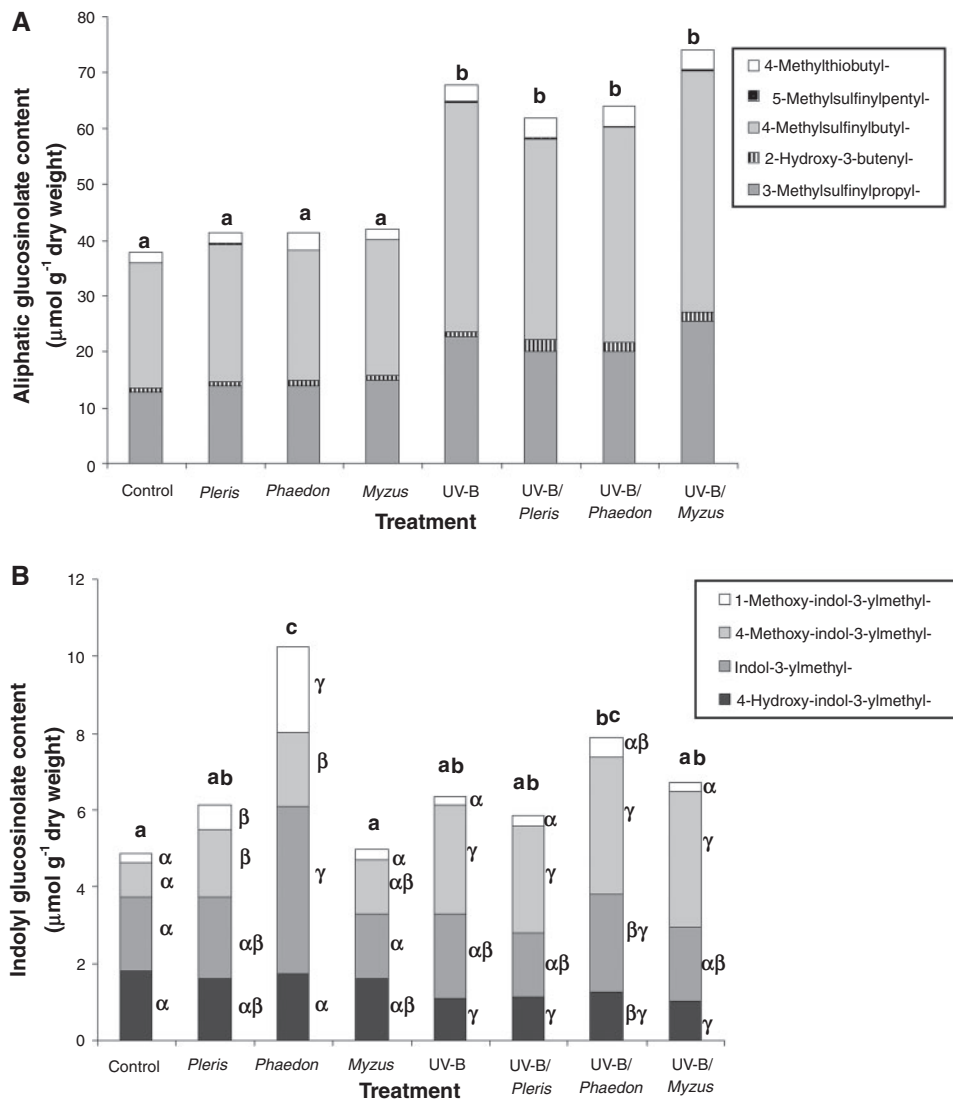 A
Aliphatic glucosinolate content
(µmol g⁻¹ dry weight)
80
70
60
50
40
30
20
10
0
a
a
a
a
b
b
b
b
4-Methylthiobutyl-
5-Methylsulfinylpentyl-
4-Methylsulfinylbutyl-
2-Hydroxy-3-butenyl-
3-Methylsulfinylpropyl-
Control
Pleris
Phaedon
Myzus
UV-B
UV-B/
Pleris
UV-B/
Phaedon
UV-B/
Myzus
Treatment
B
Indolyl glucosinolate content
(µmol g⁻¹ dry weight)
12
10
8
6
4
2
0
1-Methoxy-indol-3-ylmethyl-
4-Methoxy-indol-3-ylmethyl-
Indol-3-ylmethyl-
4-Hydroxy-indol-3-ylmethyl-
a
α
α
α
α
ab
β
β
αβ
αβ
c
γ
β
γ
α
a
α
αβ
α
αβ
ab
α
γ
αβ
γ
ab
α
γ
αβ
γ
bc
αβ
γ
βγ
βγ
ab
α
γ
αβ
γ
Control
Pleris
Phaedon
Myzus
UV-B
UV-B/
Pleris
UV-B/
Phaedon
UV-B/
Myzus
Treatment